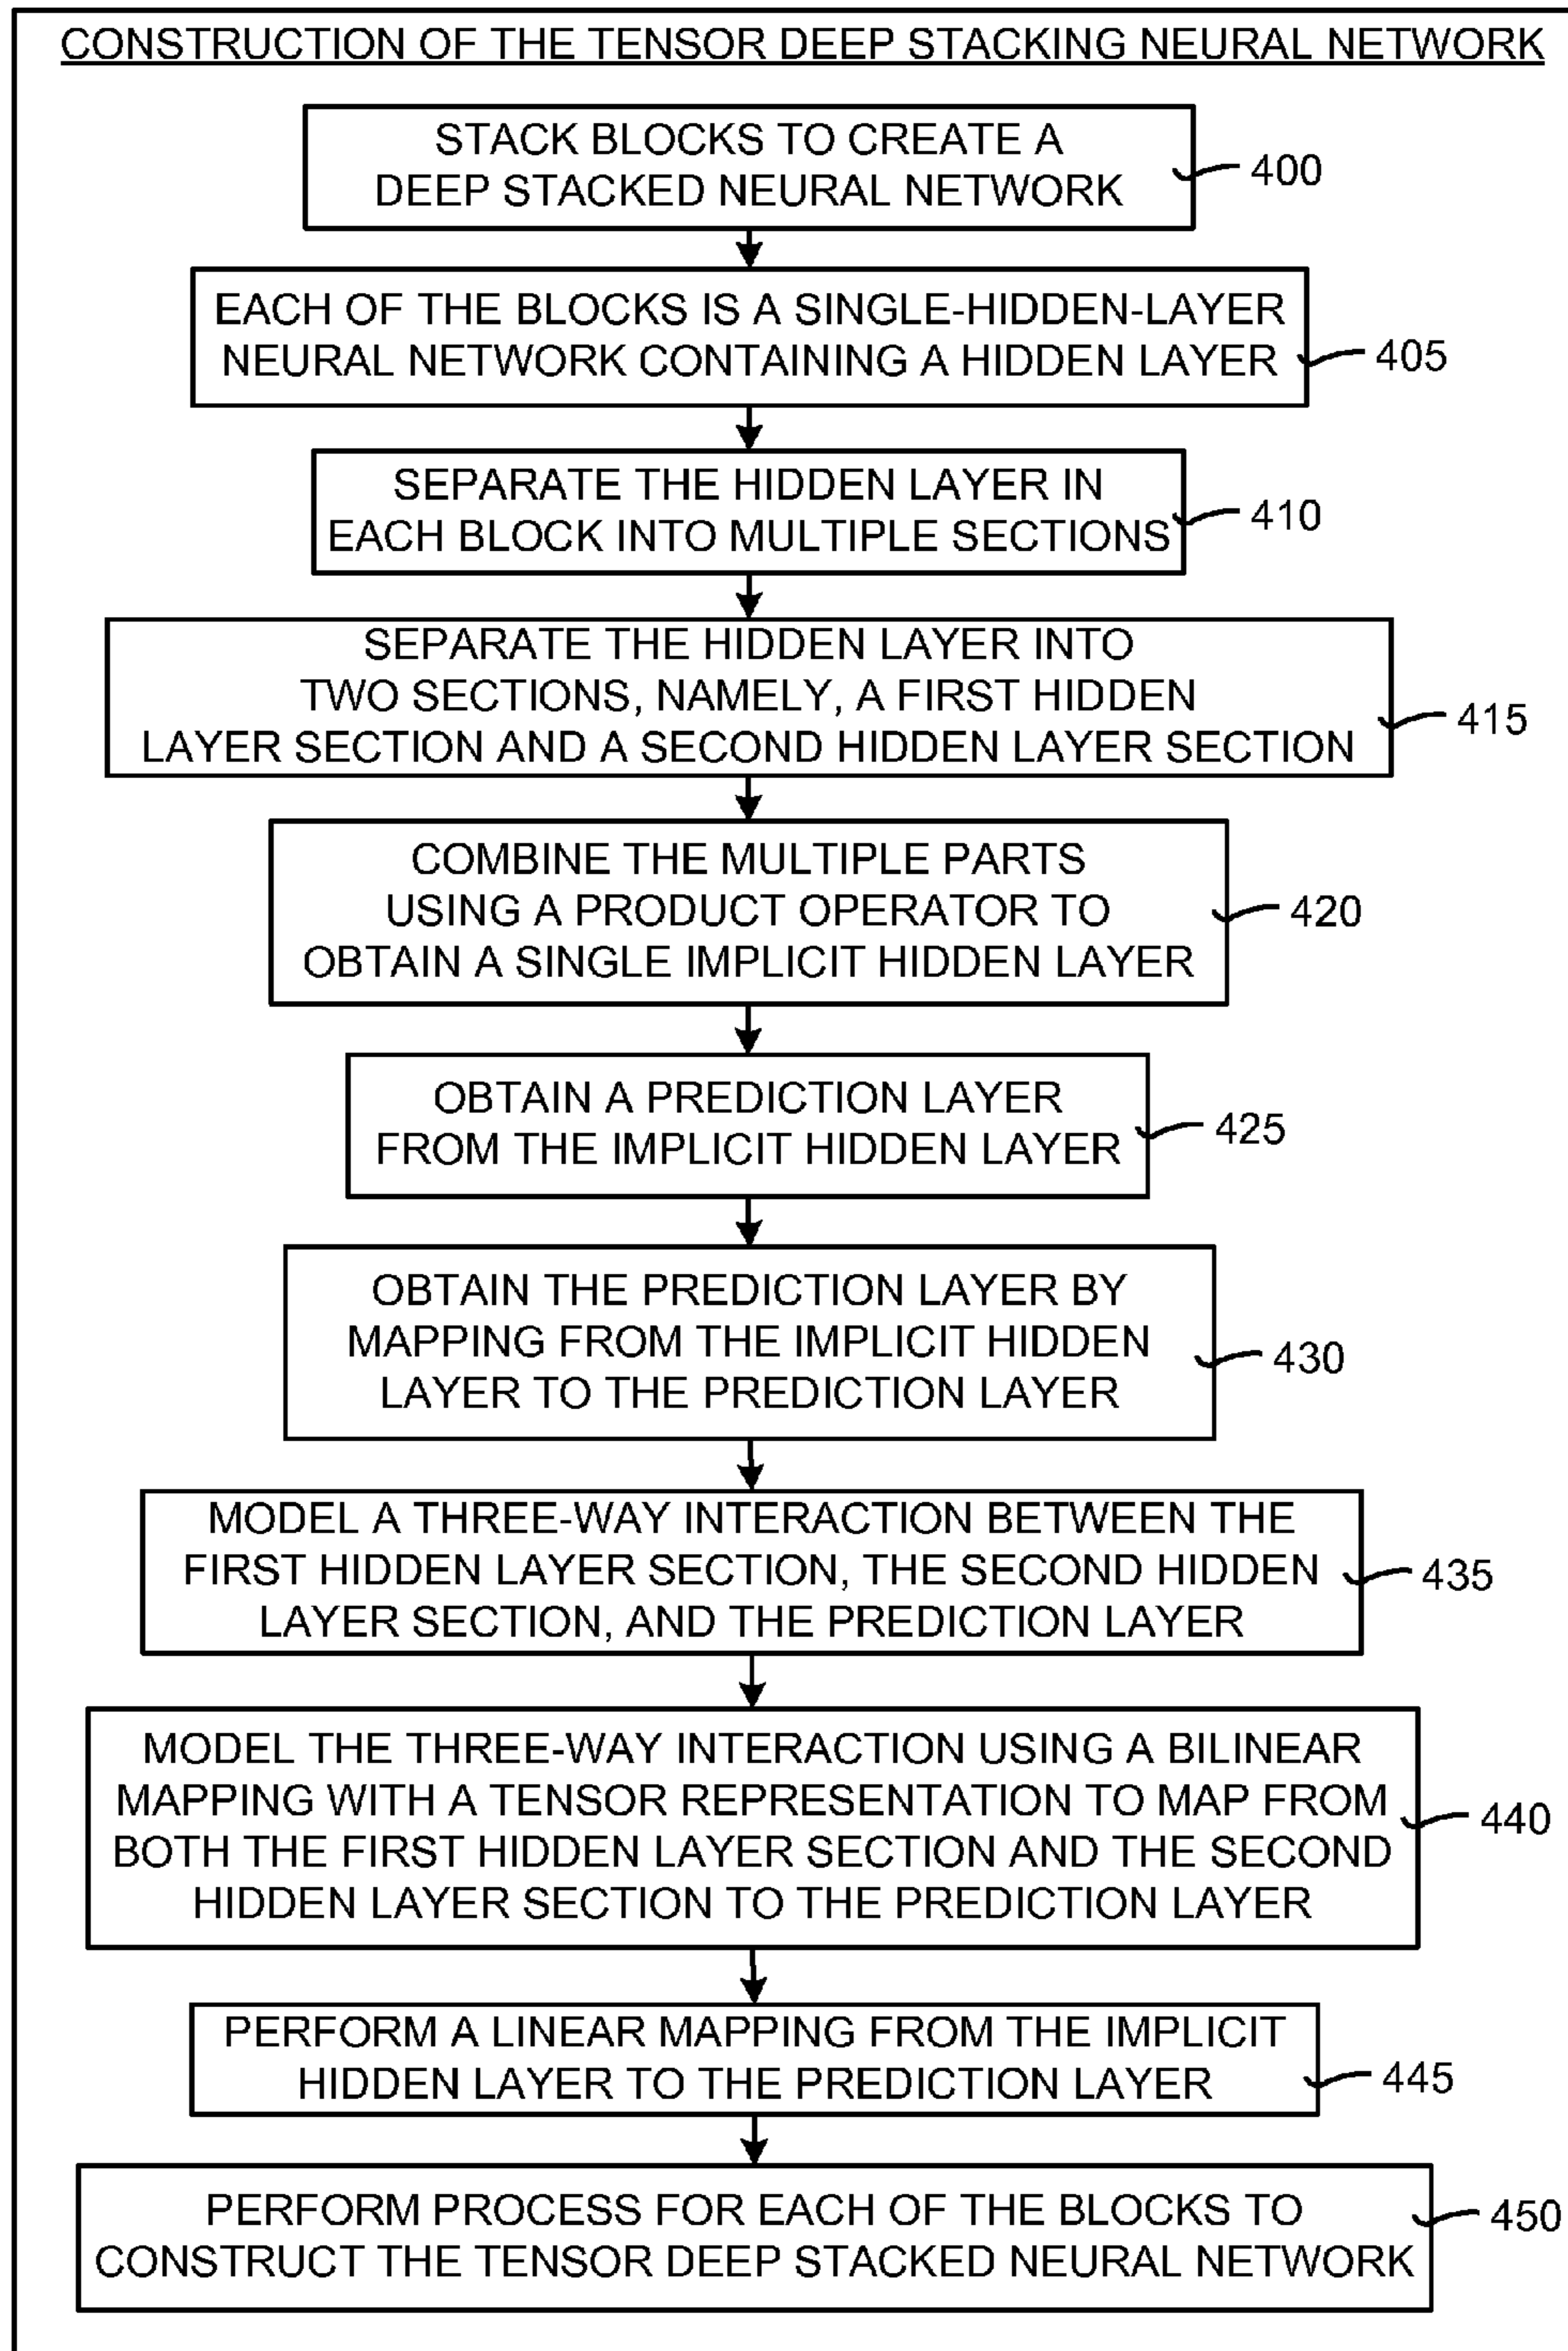 CONSTRUCTION OF THE TENSOR DEEP STACKING NEURAL NETWORK
STACK BLOCKS TO CREATE A
DEEP STACKED NEURAL NETWORK
400
EACH OF THE BLOCKS IS A SINGLE-HIDDEN-LAYER
NEURAL NETWORK CONTAINING A HIDDEN LAYER
405
SEPARATE THE HIDDEN LAYER IN
EACH BLOCK INTO MULTIPLE SECTIONS
410
SEPARATE THE HIDDEN LAYER INTO
TWO SECTIONS, NAMELY, A FIRST HIDDEN
LAYER SECTION AND A SECOND HIDDEN LAYER SECTION
415
COMBINE THE MULTIPLE PARTS
USING A PRODUCT OPERATOR TO
OBTAIN A SINGLE IMPLICIT HIDDEN LAYER
420
OBTAIN A PREDICTION LAYER
FROM THE IMPLICIT HIDDEN LAYER
425
OBTAIN THE PREDICTION LAYER BY
MAPPING FROM THE IMPLICIT HIDDEN
LAYER TO THE PREDICTION LAYER
430
MODEL A THREE-WAY INTERACTION BETWEEN THE
FIRST HIDDEN LAYER SECTION, THE SECOND HIDDEN
LAYER SECTION, AND THE PREDICTION LAYER
435
MODEL THE THREE-WAY INTERACTION USING A BILINEAR
MAPPING WITH A TENSOR REPRESENTATION TO MAP FROM
BOTH THE FIRST HIDDEN LAYER SECTION AND THE SECOND
HIDDEN LAYER SECTION TO THE PREDICTION LAYER
440
PERFORM A LINEAR MAPPING FROM THE IMPLICIT
HIDDEN LAYER TO THE PREDICTION LAYER
445
PERFORM PROCESS FOR EACH OF THE BLOCKS TO
CONSTRUCT THE TENSOR DEEP STACKED NEURAL NETWORK
450